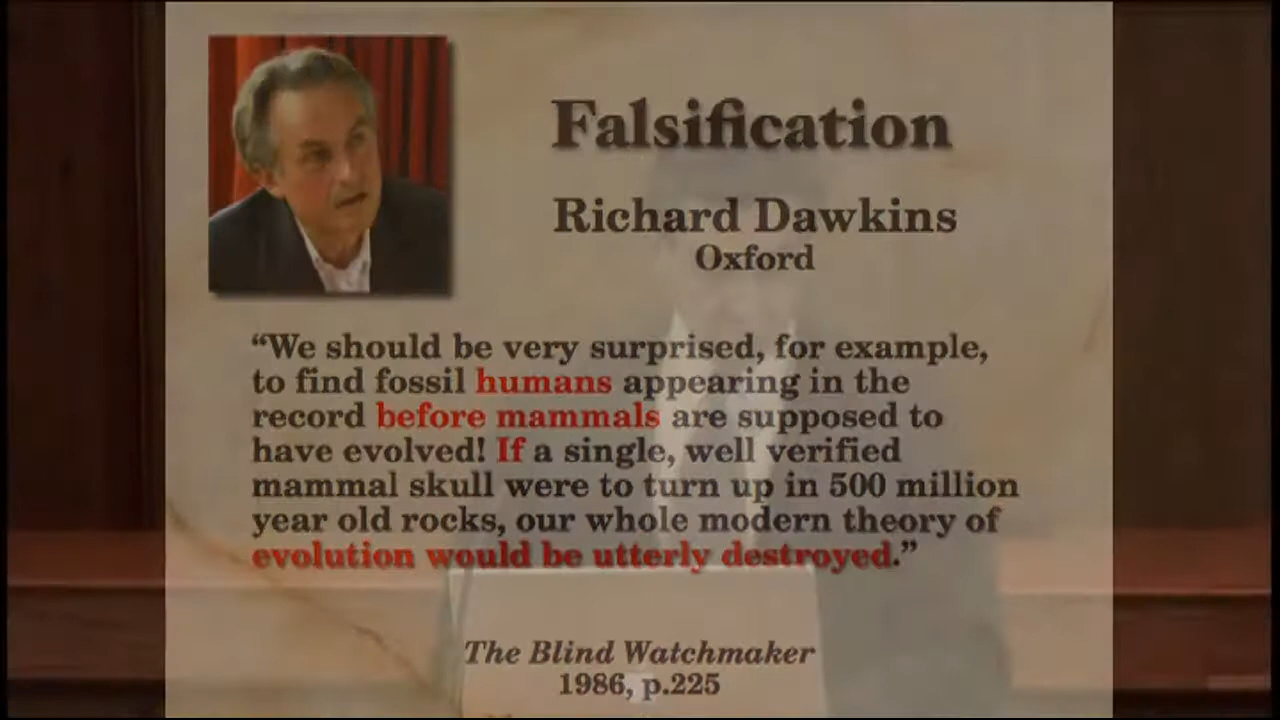 Falsification
Richard Dawkins
Oxford
“We should be very surprised, for example,
to find fossil humans appearing in the
record before mammals are supposed to
have evolved! If a single, well verified
mammal skull were to turn up in 500 million
year old rocks, our whole modern theory of
evolution would be utterly destroyed.”
The Blind Watchmaker
1986, p.225